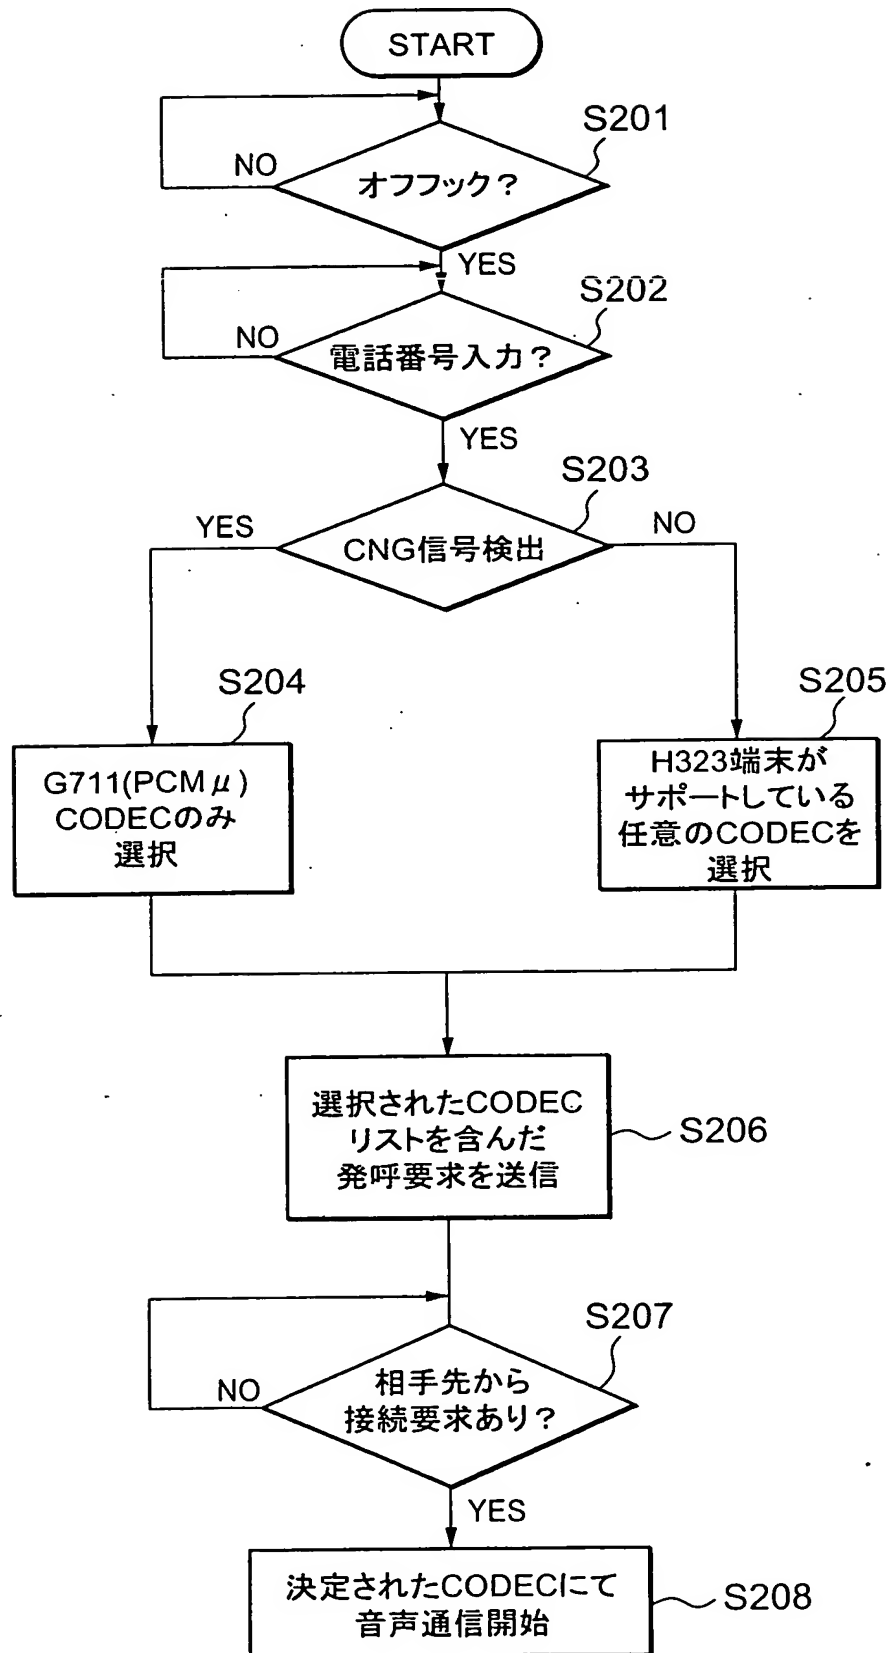 START
S201
オフフック？
NO
YES
S202
電話番号入力？
NO
YES
S203
CNG信号検出
YES
NO
S204
G711(PCMμ)
CODECのみ
選択
S205
H323端末が
サポートしている
任意のCODECを
選択
選択されたCODEC
リストを含んだ
発呼要求を送信
S206
S207
相手先から
接続要求あり？
NO
YES
決定されたCODECにて
音声通信開始
S208